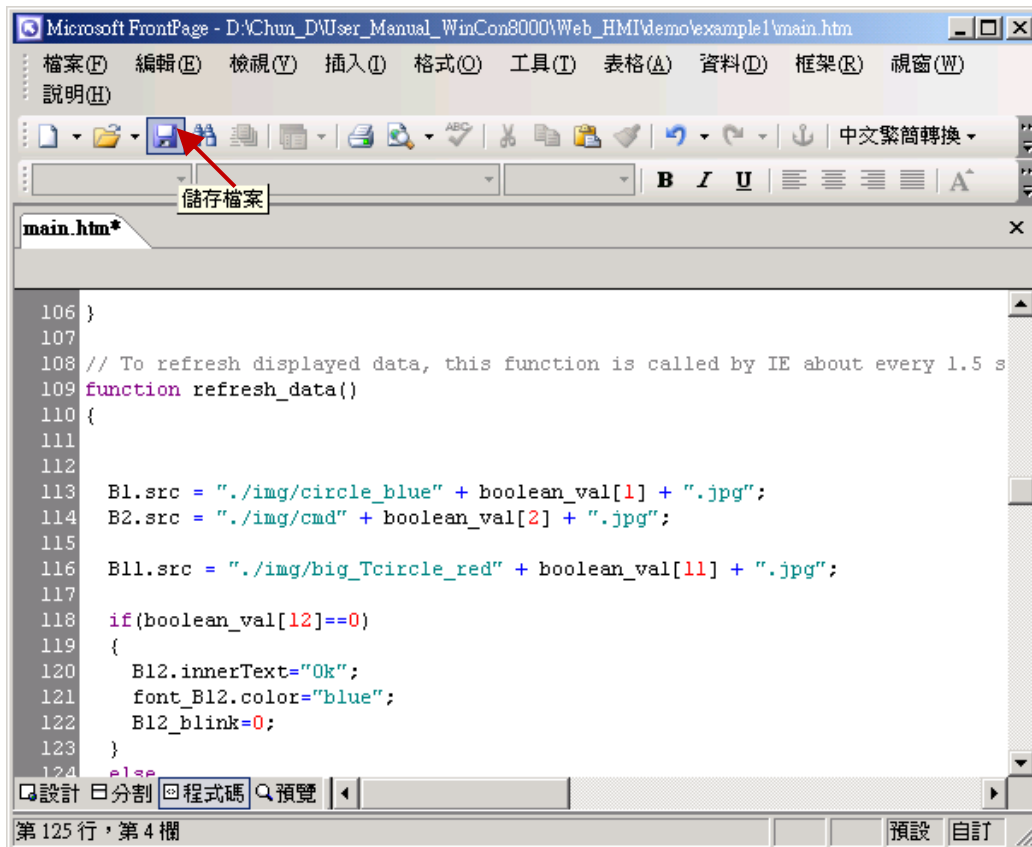 Microsoft FrontPage - D:\Chun_D\User_Manual_WinCon8000\Web_HMI\demo\example1\main.htm
檔案(F) 編輯(E) 檢視(V) 插入(I) 格式(O) 工具(T) 表格(A) 資料(D) 框架(R) 視窗(W)
說明(H)
ABC 中文繁簡轉換
B I U A
儲存檔案
main.htm*
106 }
107
108 // To refresh displayed data, this function is called by IE about every 1.5 s
109 function refresh_data()
110 {
111
112
113 B1.src = "./img/circle_blue" + boolean_val[1] + ".jpg";
114 B2.src = "./img/cmd" + boolean_val[2] + ".jpg";
115
116 B11.src = "./img/big_Tcircle_red" + boolean_val[11] + ".jpg";
117
118 if(boolean_val[12]==0)
119 {
120 B12.innerText="Ok";
121 font_B12.color="blue";
122 B12_blink=0;
123 }
124 else
設計 分割 程式碼 預覽
第 125 行，第 4 欄 預設 自訂